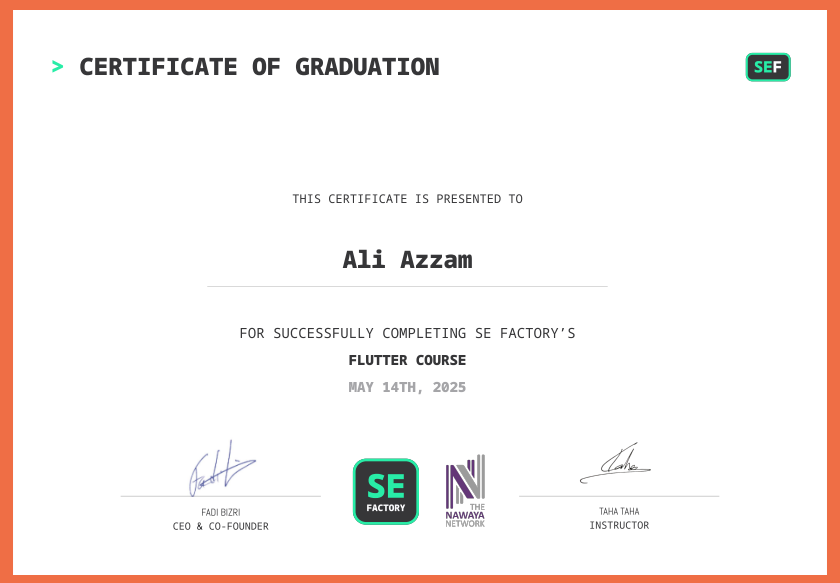 > CERTIFICATE OF GRADUATION
SEF
THIS CERTIFICATE IS PRESENTED TO
Ali Azzam
FOR SUCCESSFULLY COMPLETING SE FACTORY’S
FLUTTER COURSE
MAY 14TH, 2025
FADI BIZRI
CEO & CO-FOUNDER
SE
FACTORY
N
THE
NAWAYA
NETWORK
Taha
TAHA TAHA
INSTRUCTOR